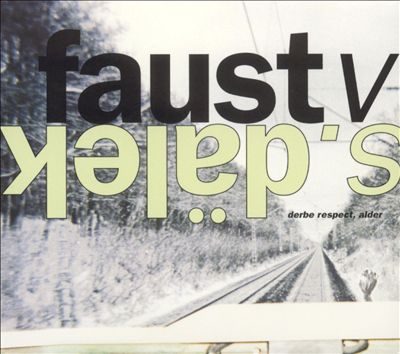 faust v
s. dälek
derbe respect, alder